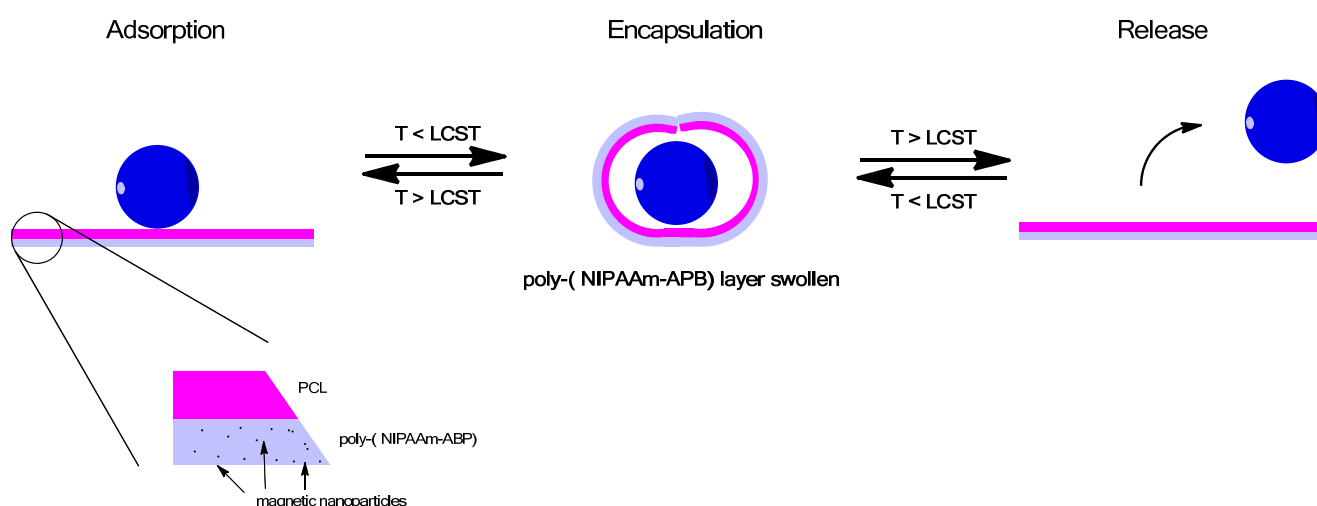 Adsorption
Encapsulation
Release
T < LCST
T > LCST
T > LCST
T < LCST
poly-( NIPAAm-APB) layer swollen
PCL
poly-( NIPAAm-ABP)
magnetic nanoparticles